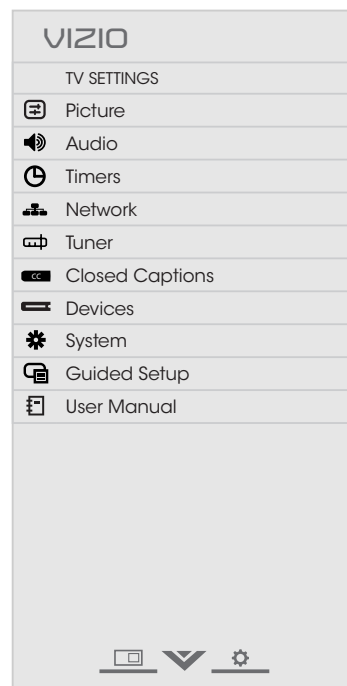 VIZIO
TV SETTINGS
Picture
Audio
Timers
Network
Tuner
CC Closed Captions
Devices
System
Guided Setup
User Manual